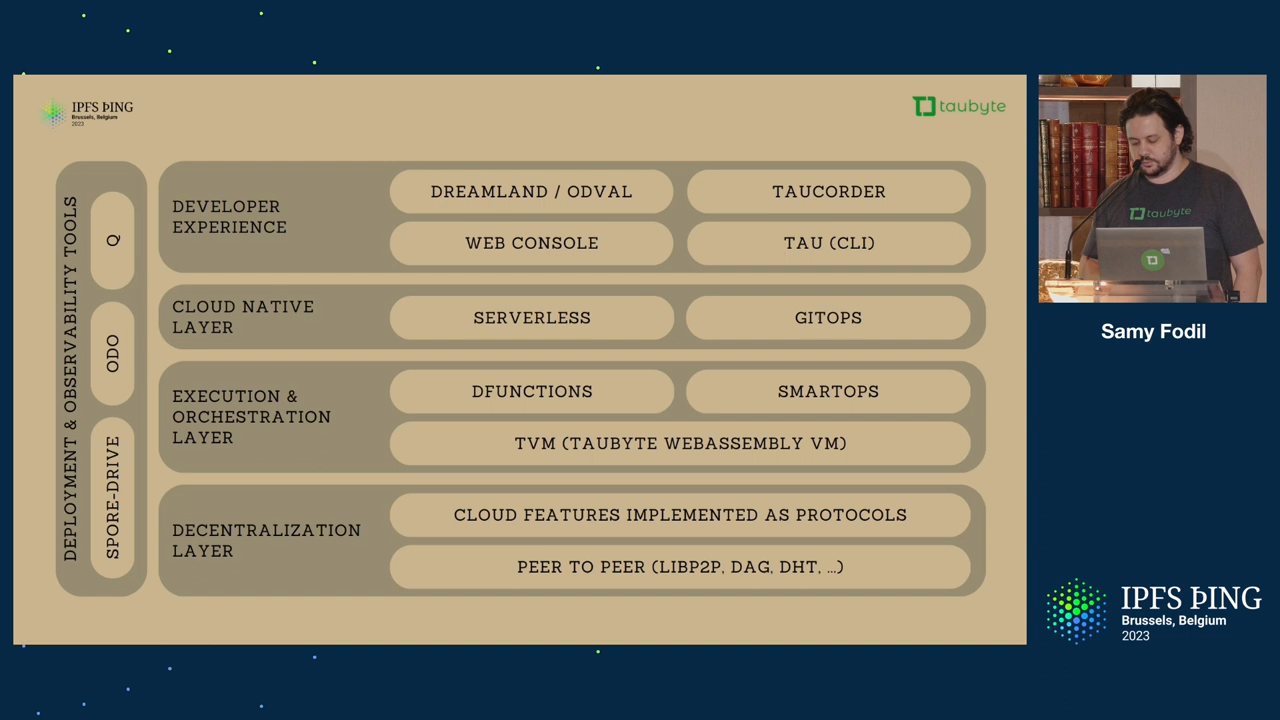 IPFS ÞING
Brussels, Belgium
2023
taubyte
DEPLOYMENT & OBSERVABILITY TOOLS
Q
ODO
SPORE-DRIVE
DEVELOPER
EXPERIENCE
DREAMLAND / ODVAL
TAUCORDER
WEB CONSOLE
TAU (CLI)
CLOUD NATIVE
LAYER
SERVERLESS
GITOPS
EXECUTION &
ORCHESTRATION
LAYER
DFUNCTIONS
SMARTOPS
TVM (TAUBYTE WEBASSEMBLY VM)
DECENTRALIZATION
LAYER
CLOUD FEATURES IMPLEMENTED AS PROTOCOLS
PEER TO PEER (LIBP2P, DAG, DHT, ...)
taubyte
Samy Fodil
IPFS ÞING
Brussels, Belgium
2023